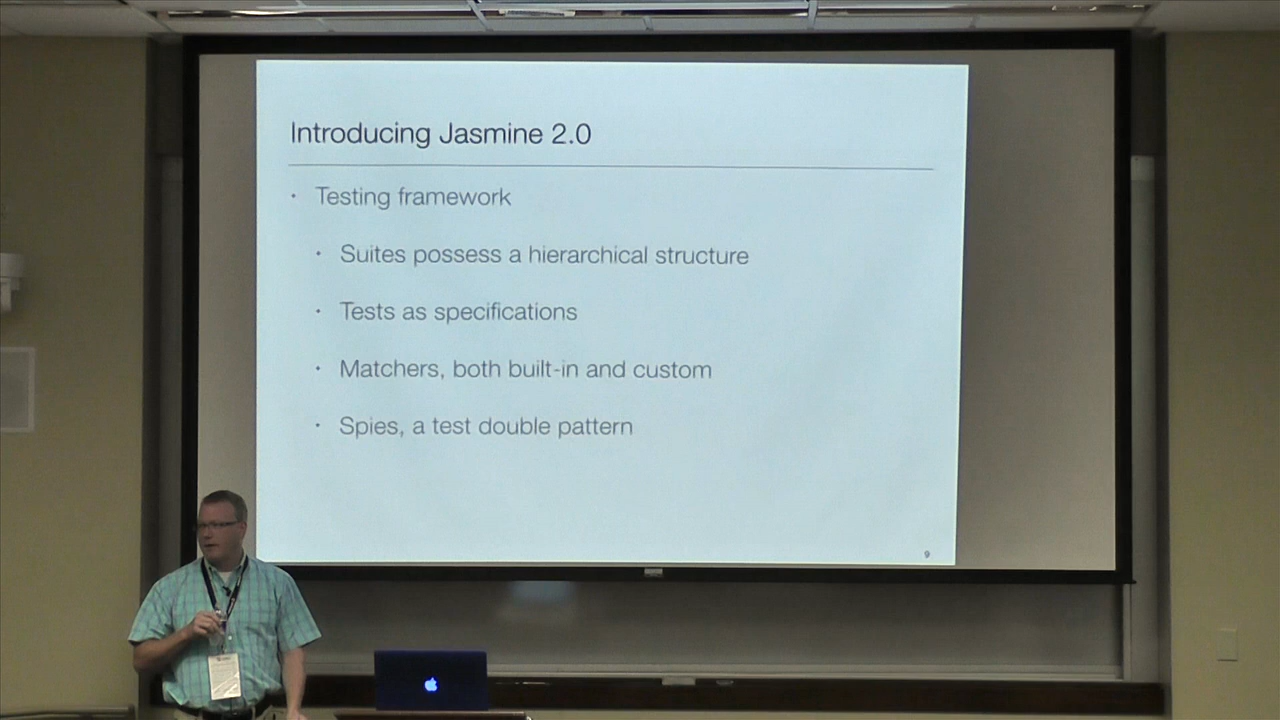 Introducing Jasmine 2.0
• Testing framework
• Suites possess a hierarchical structure
• Tests as specifications
• Matchers, both built-in and custom
• Spies, a test double pattern
9